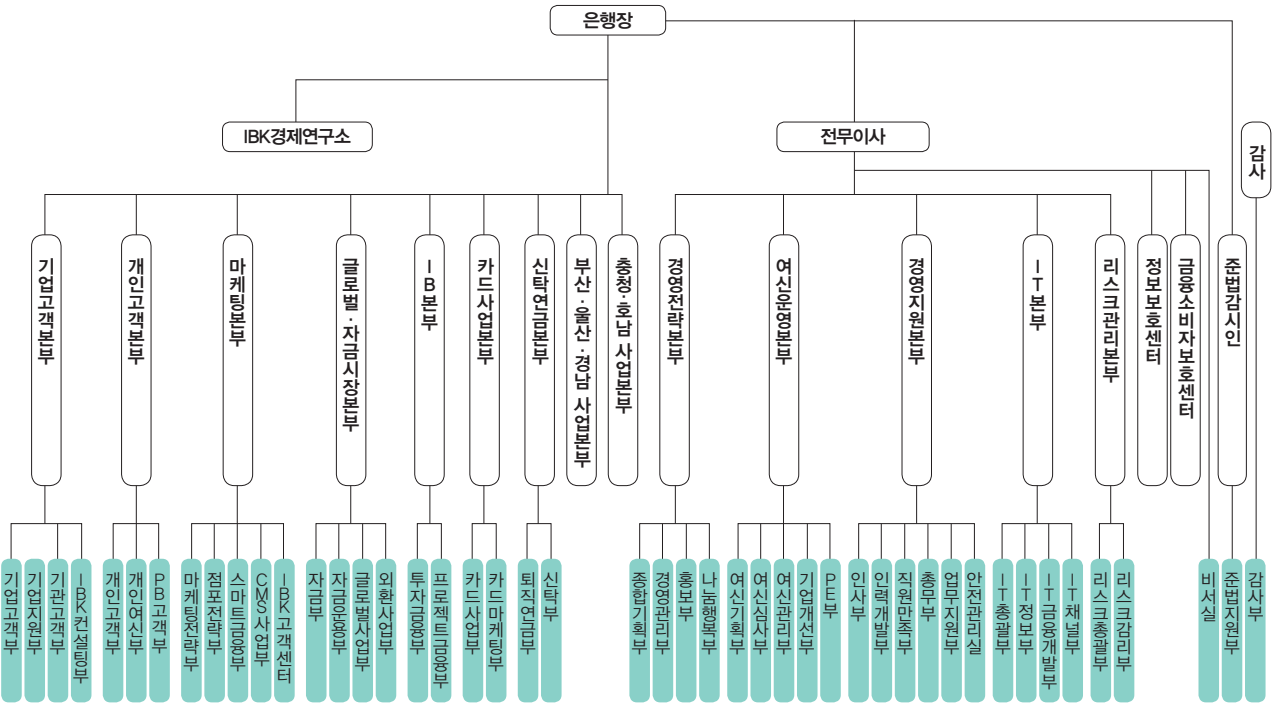 은행장
IBK경제연구소
전무이사
감사
기업고객본부
개인고객본부
마케팅본부
글로벌·자금시장본부
IB본부
카드사업본부
신탁연금본부
부산·울산·경남 사업본부
충청·호남 사업본부
경영전략본부
여신운영본부
경영지원본부
IT본부
리스크관리본부
정보보호센터
금융소비자보호센터
준법감시인
기업고객부
기업지원부
기관고객부
IBK컨설팅부
개인고객부
개인여신부
PB고객부
마케팅전략부
점포전략부
스마트금융부
CMS사업부
IBK고객센터
자금부
자금운용부
글로벌사업부
외환사업부
투자금융부
프로젝트금융부
카드사업부
카드마케팅부
퇴직연금부
신탁부
종합기획부
경영관리부
홍보부
나눔행복부
여신기획부
여신심사부
여신관리부
기업개선부
PE부
인사부
인력개발부
직원만족부
총무부
업무지원부
안전관리실
IT총괄부
IT정보부
IT금융개발부
IT채널부
리스크총괄부
리스크감리부
비서실
준법지원부
감사부